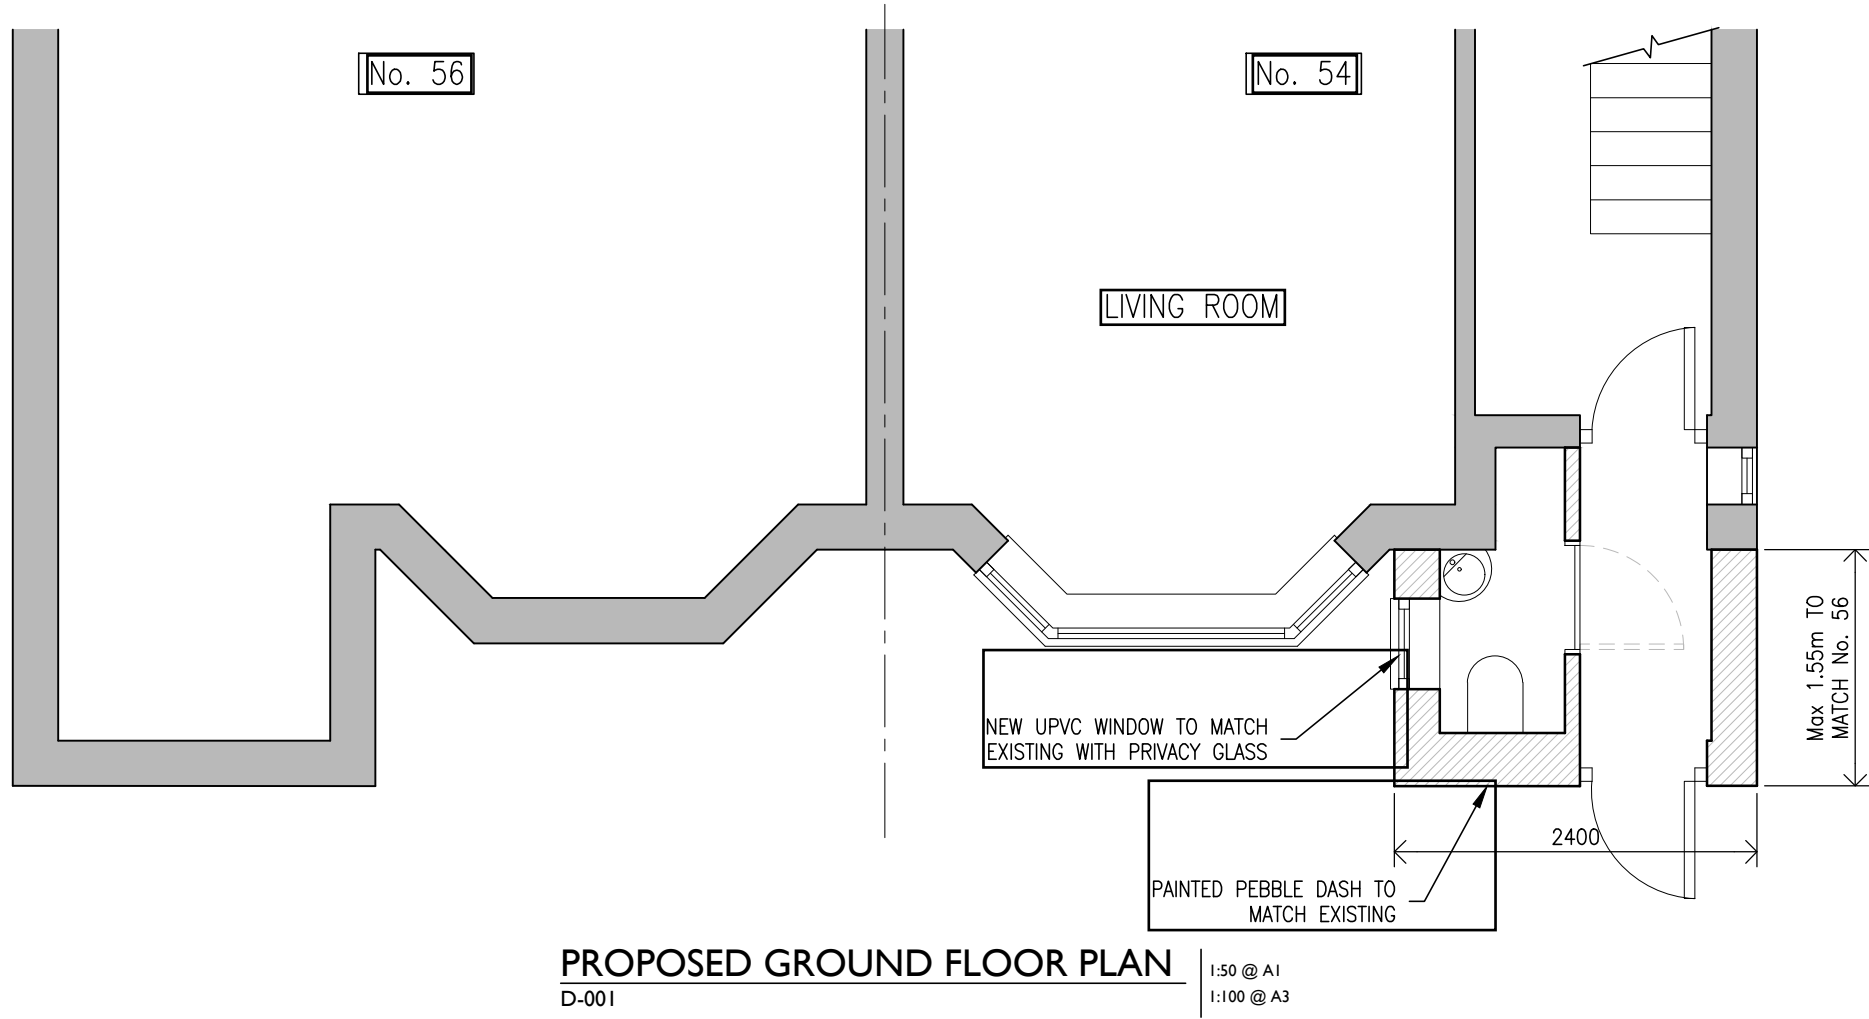 No. 56
No. 54
LIVING ROOM
Max 1.55m TO
MATCH No. 56
NEW UPVC WINDOW TO MATCH
EXISTING WITH PRIVACY GLASS
2400
PAINTED PEBBLE DASH TO
MATCH EXISTING
PROPOSED GROUND FLOOR PLAN
D-001
1:50 @ A1
1:100 @ A3